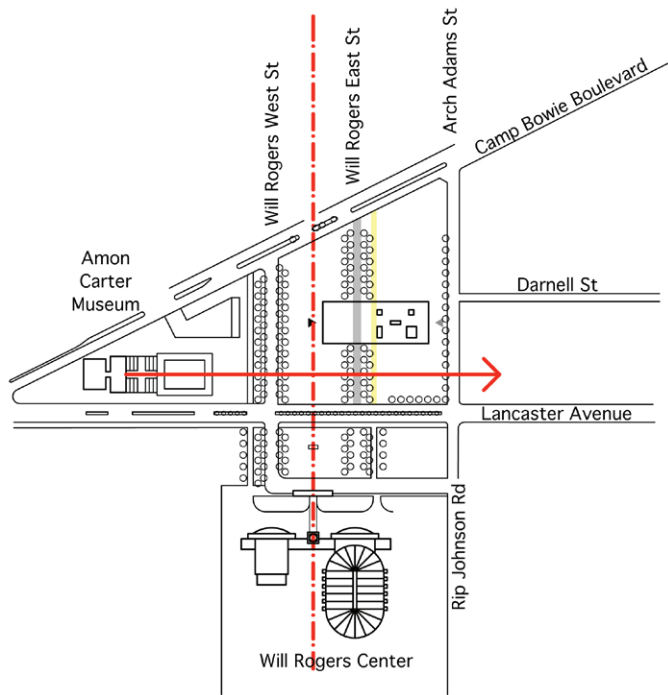 Will Rogers West St
Will Rogers East St
Arch Adams St
Camp Bowie Boulevard
Amon
Carter
Museum
Darnell St
Lancaster Avenue
Rip Johnson Rd
Will Rogers Center